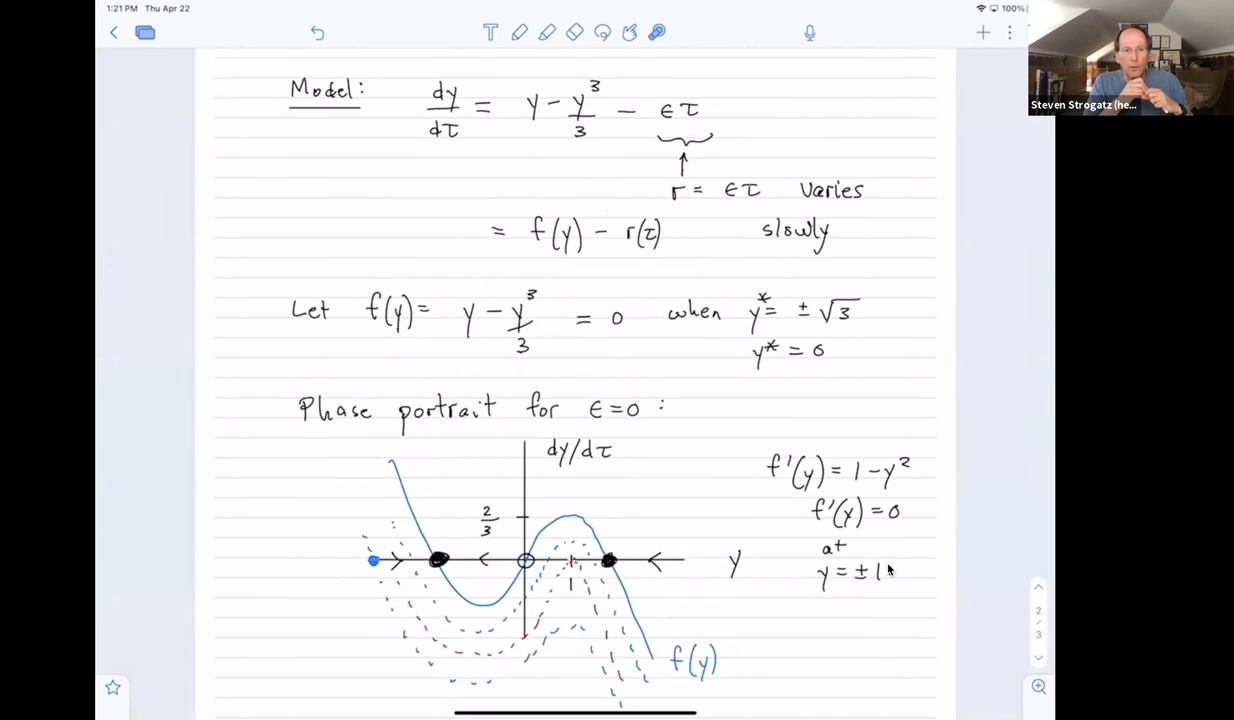 1:21 PM Thu Apr 22
100%
Steven Strogatz (he...
Model: dy/dτ = y - y³/3 - ετ
r = ετ varies
= f(y) - r(τ) slowly
Let f(y) = y - y³/3 = 0 when y* = ± √3
y* = 0
Phase portrait for ε = 0 :
dy/dτ
f'(y) = 1 - y²
2/3
f'(y) = 0
at
y = ± 1
y
1
f(y)
2 / 3